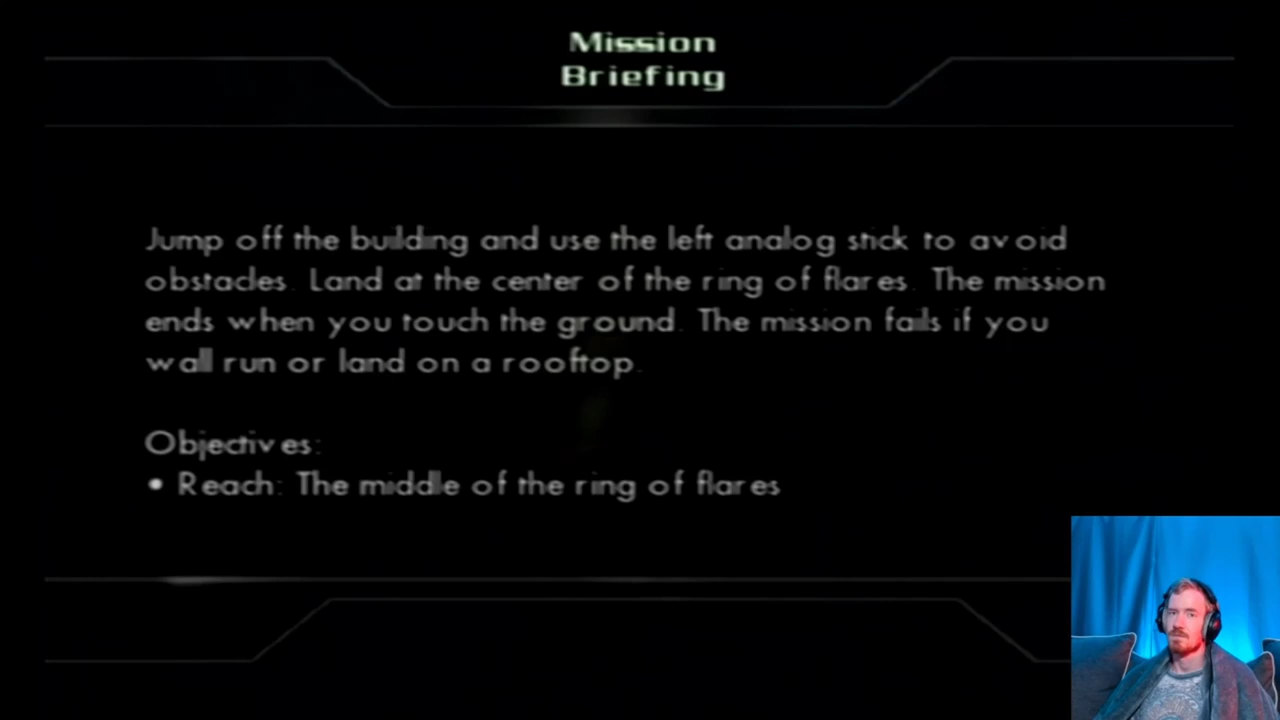 Mission
Briefing
Jump off the building and use the left analog stick to avoid
obstacles. Land at the center of the ring of flares. The mission
ends when you touch the ground. The mission fails if you
wall run or land on a rooftop.
Objectives:
• Reach: The middle of the ring of flares